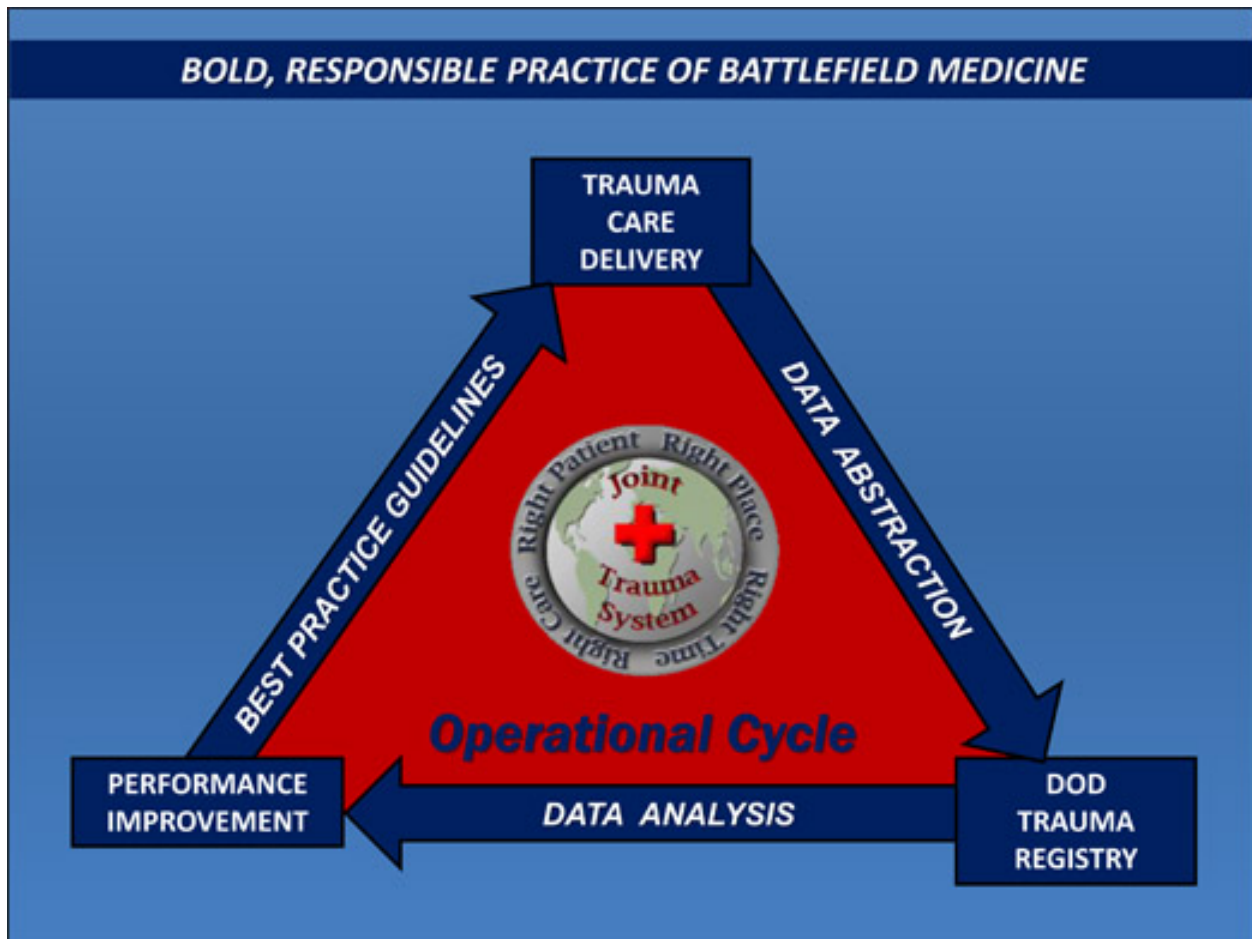 BOLD, RESPONSIBLE PRACTICE OF BATTLEFIELD MEDICINE
TRAUMA
CARE
DELIVERY
DATA ABSTRACTION
BEST PRACTICE GUIDELINES
Right Patient Right Place Right Time Right Care
Joint
Trauma
System
Operational Cycle
PERFORMANCE
IMPROVEMENT
DATA ANALYSIS
DOD
TRAUMA
REGISTRY